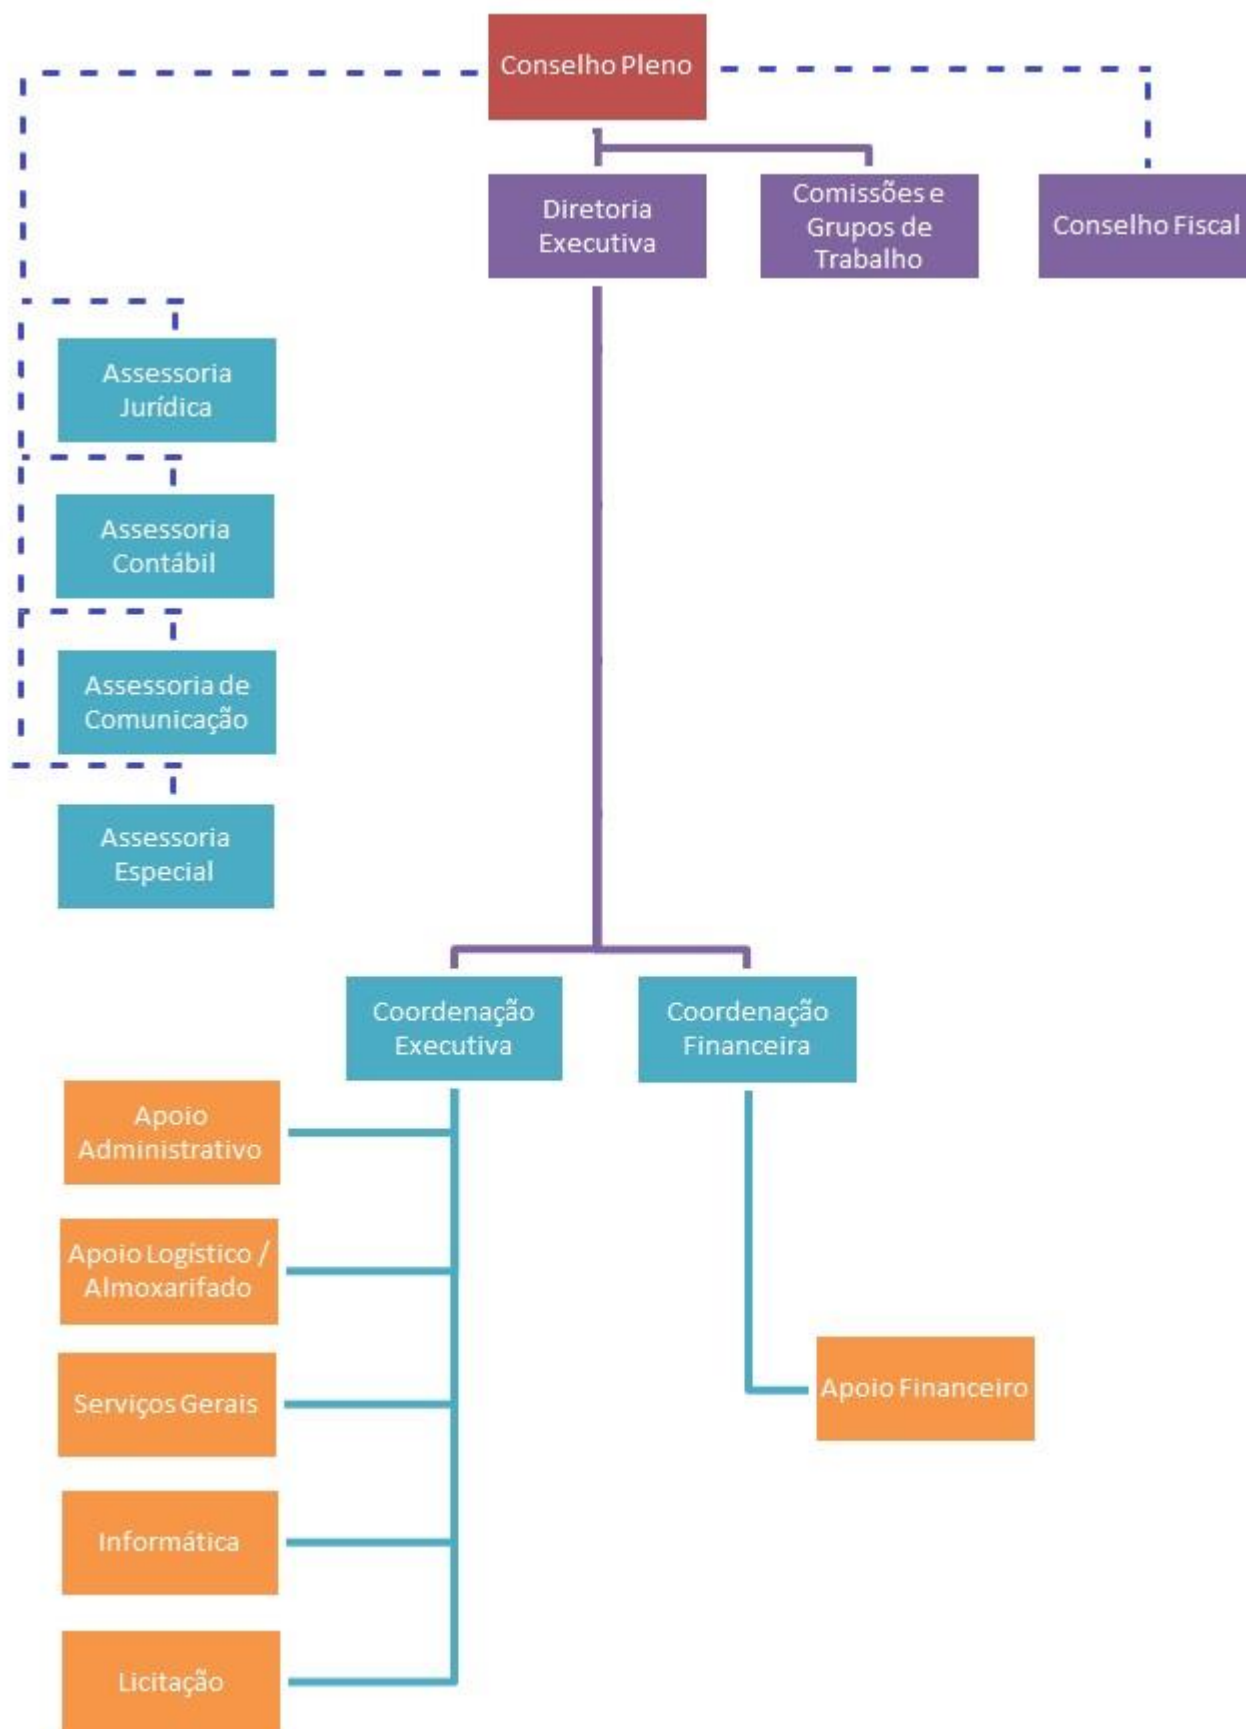 Conselho Pleno
Diretoria
Executiva
Comissões e
Grupos de
Trabalho
Conselho Fiscal
Assessoria
Jurídica
Assessoria
Contábil
Assessoria de
Comunicação
Assessoria
Especial
Coordenação
Executiva
Coordenação
Financeira
Apoio
Administrativo
Apoio Logístico /
Almoxarifado
Serviços Gerais
Apoio Financeiro
Informática
Licitação